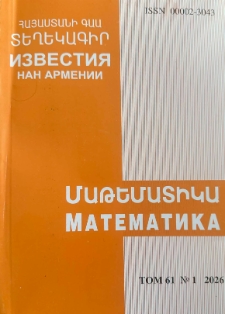 ISSN 00002-3043
ՀԱՅԱՍՏԱՆԻ ԳԱԱ
ՏԵՂԵԿԱԳԻՐ
ИЗВЕСТИЯ
НАН АРМЕНИИ
ՄԱԹԵՄԱՏԻԿԱ
МАТЕМАТИКА
ТОМ 61 № 1 2026